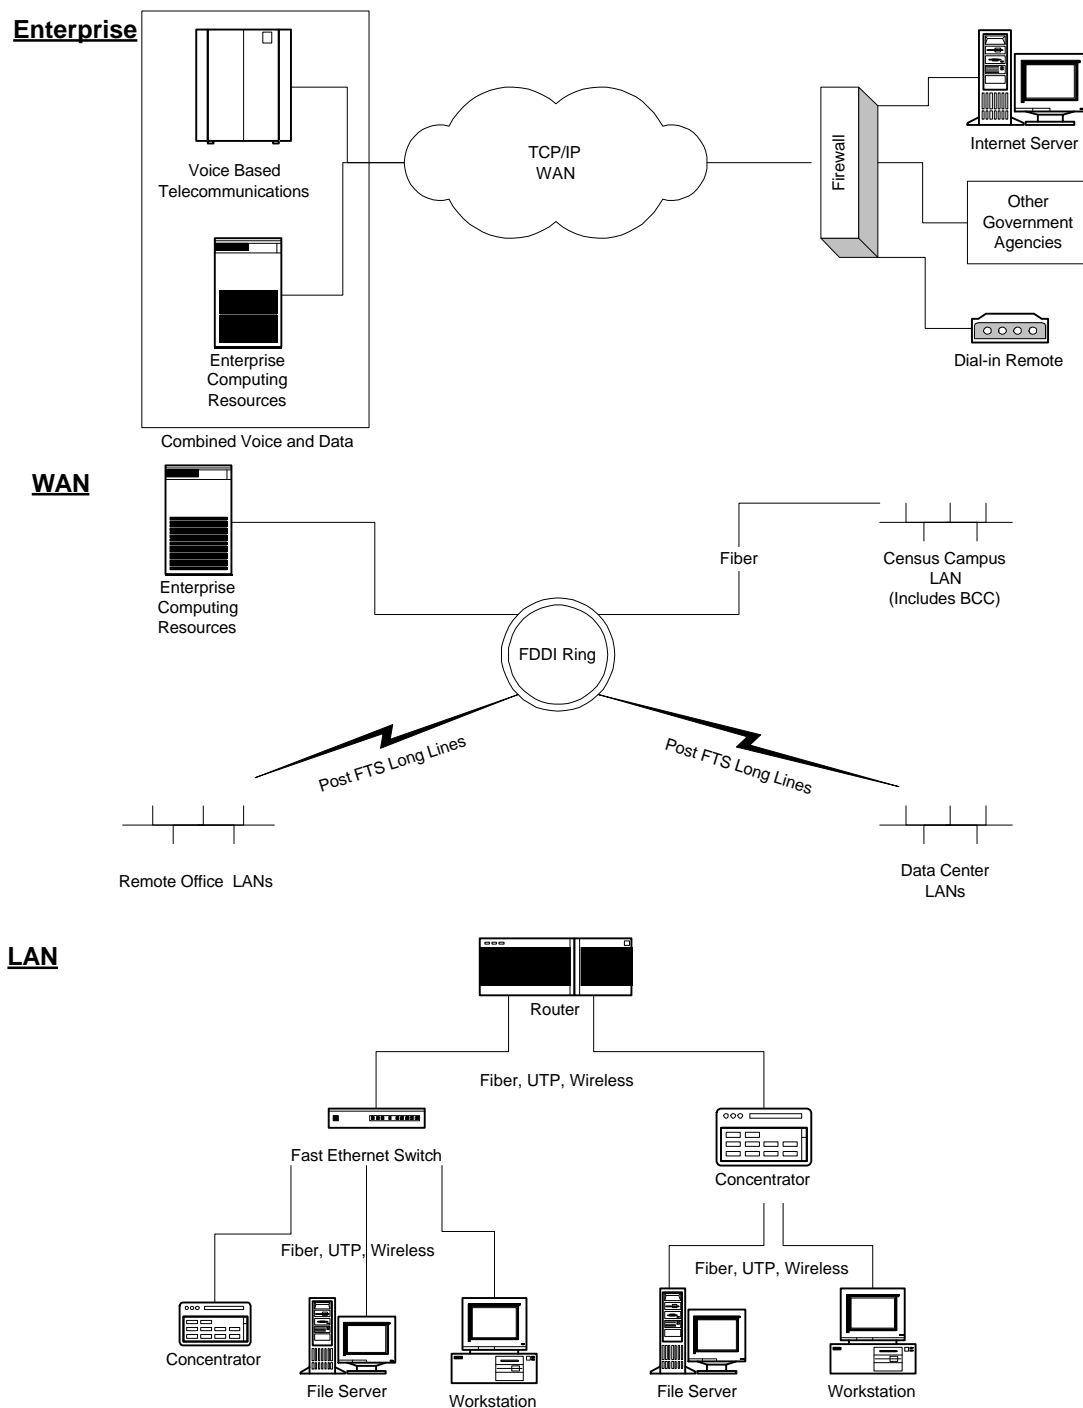 Enterprise
Voice Based
Telecommunications
Enterprise
Computing
Resources
Combined Voice and Data
TCP/IP
WAN
Firewall
Internet Server
Other
Government
Agencies
Dial-in Remote
WAN
Enterprise
Computing
Resources
Fiber
Census Campus
LAN
(Includes BCC)
FDDI Ring
Post FTS Long Lines
Post FTS Long Lines
Remote Office LANs
Data Center
LANs
LAN
Router
Fiber, UTP, Wireless
Fast Ethernet Switch
Concentrator
Fiber, UTP, Wireless
Fiber, UTP, Wireless
Concentrator
File Server
Workstation
File Server
Workstation